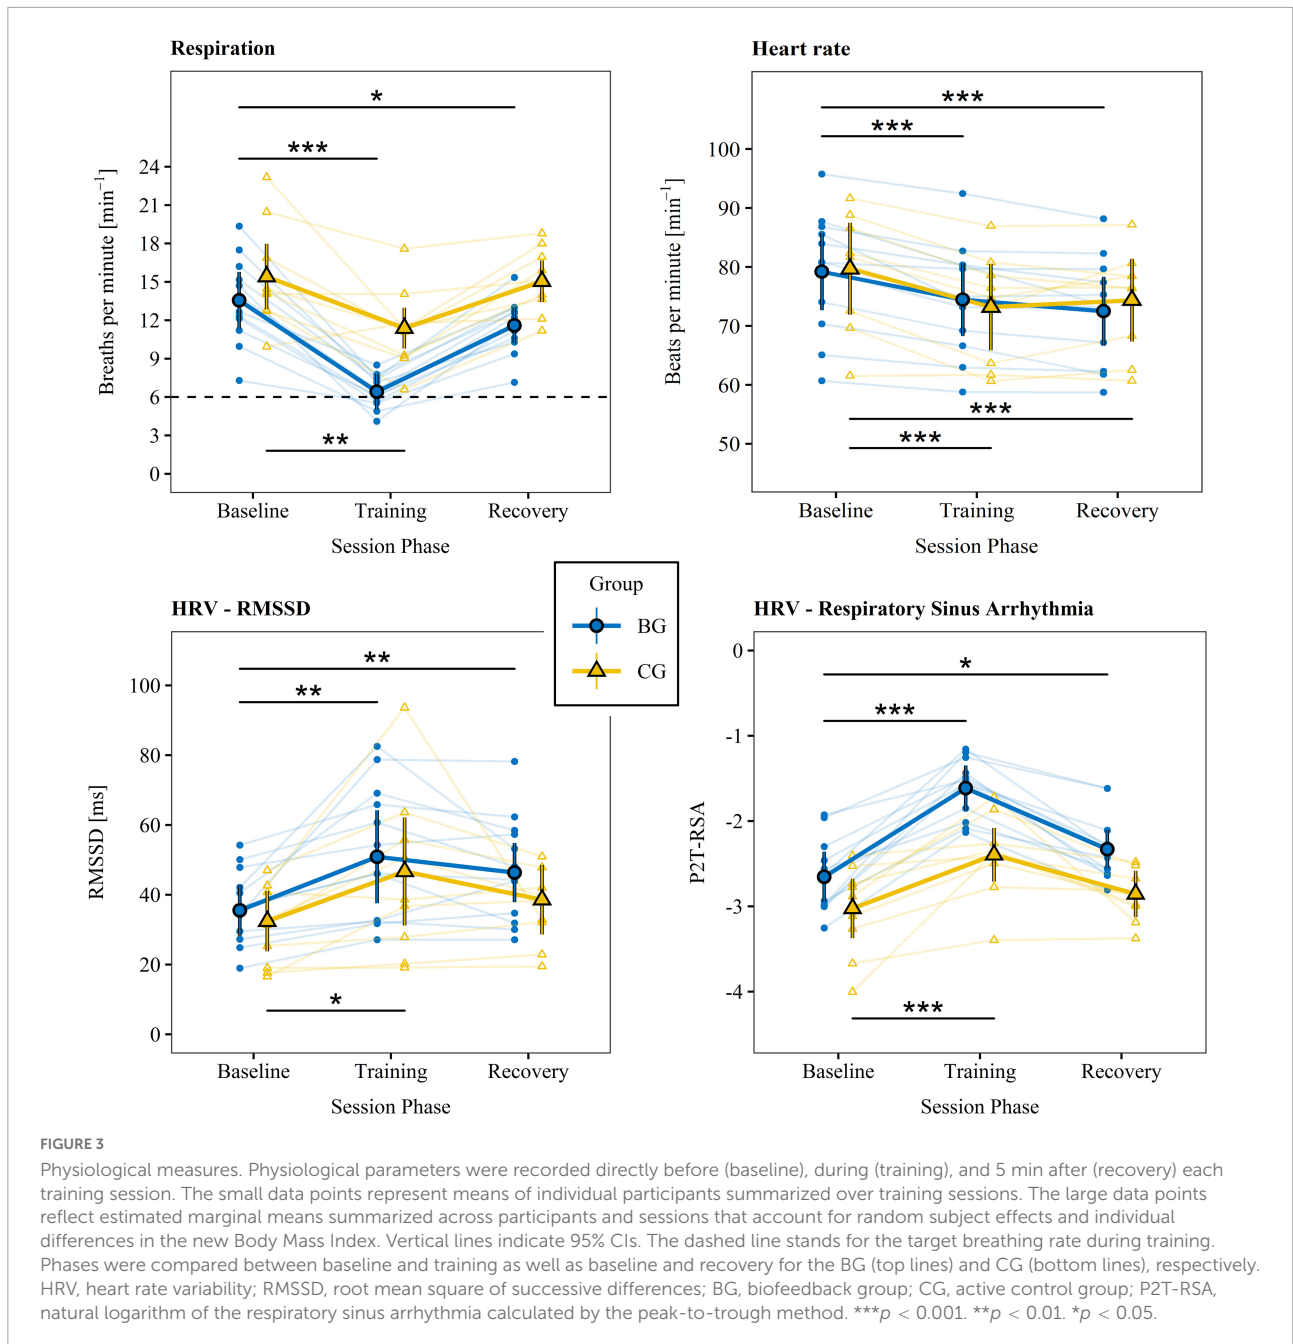 Respiration
*
***
24
21
18
15
12
9
6
3
0
**
Breaths per minute [min⁻¹]
Baseline Training Recovery
Session Phase
Heart rate
***
***
100
90
80
70
60
50
***
***
Beats per minute [min⁻¹]
Baseline Training Recovery
Session Phase
HRV - RMSSD
**
**
100
80
60
40
20
0
*
RMSSD [ms]
Baseline Training Recovery
Session Phase
Group
BG
CG
HRV - Respiratory Sinus Arrhythmia
*
***
0
-1
-2
-3
-4
***
P2T-RSA
Baseline Training Recovery
Session Phase
FIGURE 3
Physiological measures. Physiological parameters were recorded directly before (baseline), during (training), and 5 min after (recovery) each
training session. The small data points represent means of individual participants summarized over training sessions. The large data points
reflect estimated marginal means summarized across participants and sessions that account for random subject effects and individual
differences in the new Body Mass Index. Vertical lines indicate 95% CIs. The dashed line stands for the target breathing rate during training.
Phases were compared between baseline and training as well as baseline and recovery for the BG (top lines) and CG (bottom lines), respectively.
HRV, heart rate variability; RMSSD, root mean square of successive differences; BG, biofeedback group; CG, active control group; P2T-RSA,
natural logarithm of the respiratory sinus arrhythmia calculated by the peak-to-trough method. ***p < 0.001. **p < 0.01. *p < 0.05.